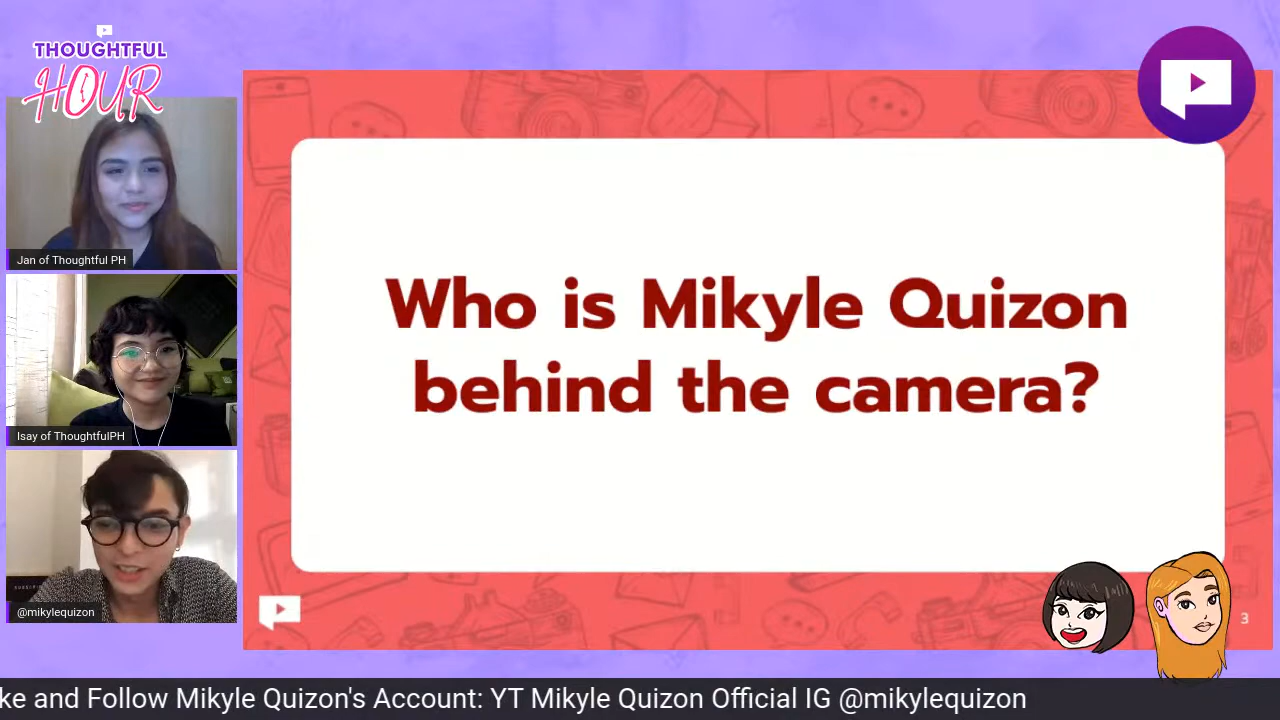 THOUGHTFUL
HOUR
Jan of Thoughtful PH
Isay of ThoughtfulPH
@mikylequizon
Who is Mikyle Quizon
behind the camera?
3
ke and Follow Mikyle Quizon's Account: YT Mikyle Quizon Official IG @mikylequizon